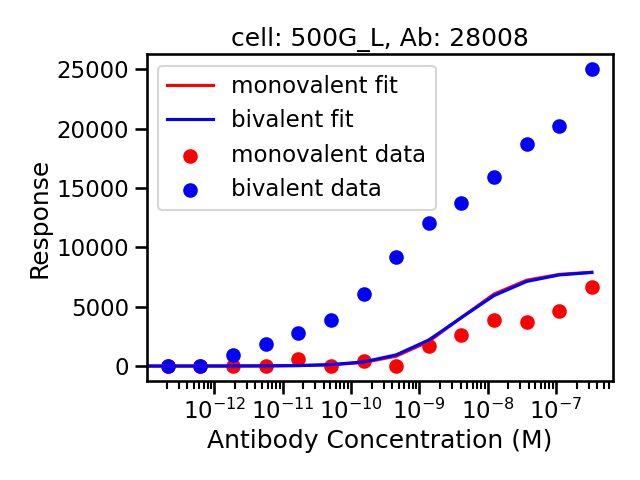 cell: 500G_L, Ab: 28008
monovalent fit
bivalent fit
monovalent data
bivalent data
Response
25000
20000
15000
10000
5000
0
10⁻¹² 10⁻¹¹ 10⁻¹⁰ 10⁻⁹ 10⁻⁸ 10⁻⁷
Antibody Concentration (M)